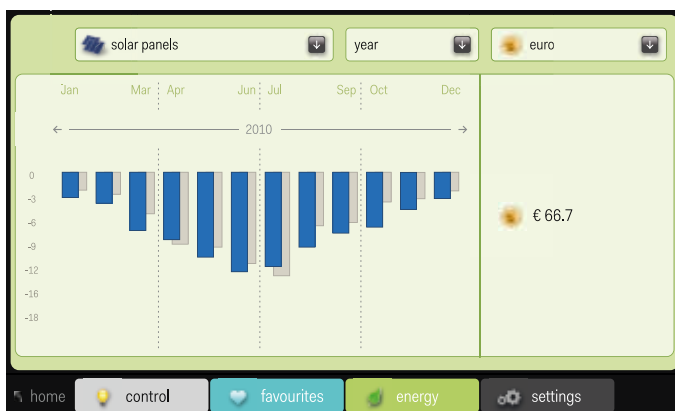 solar panels year euro
Jan Mar Apr Jun Jul Sep Oct Dec
← 2010 →
0
-3
-6
-9
-12
-16
-18
€ 66.7
home control favourites energy settings